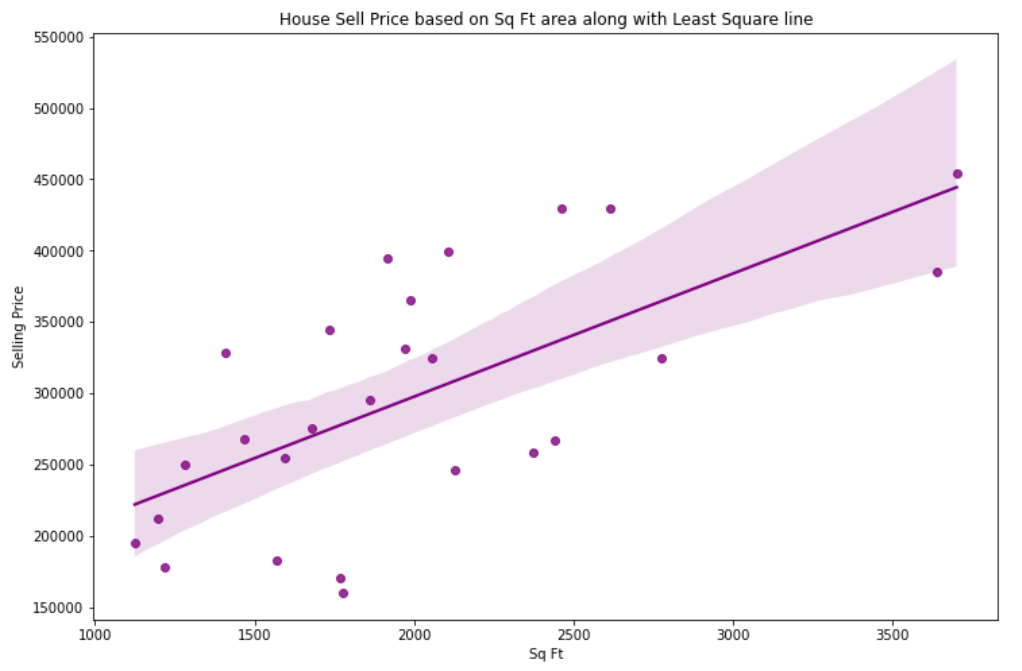 House Sell Price based on Sq Ft area along with Least Square line
550000
500000
450000
400000
350000
300000
250000
200000
150000
Selling Price
1000 1500 2000 2500 3000 3500
Sq Ft